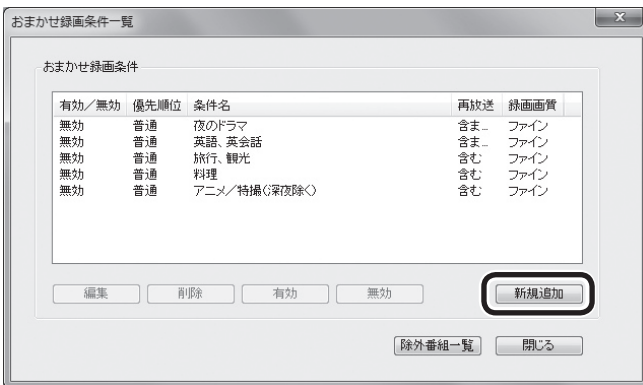 おまかせ録画条件一覧
おまかせ録画条件
有効／無効 優先順位 条件名 再放送 録画画質
無効 普通 夜のドラマ 含ま... ファイン
無効 普通 英語、英会話 含ま... ファイン
無効 普通 旅行、観光 含む ファイン
無効 普通 料理 含む ファイン
無効 普通 アニメ／特撮(深夜除く) 含む ファイン
編集 削除 有効 無効 新規追加
除外番組一覧 閉じる